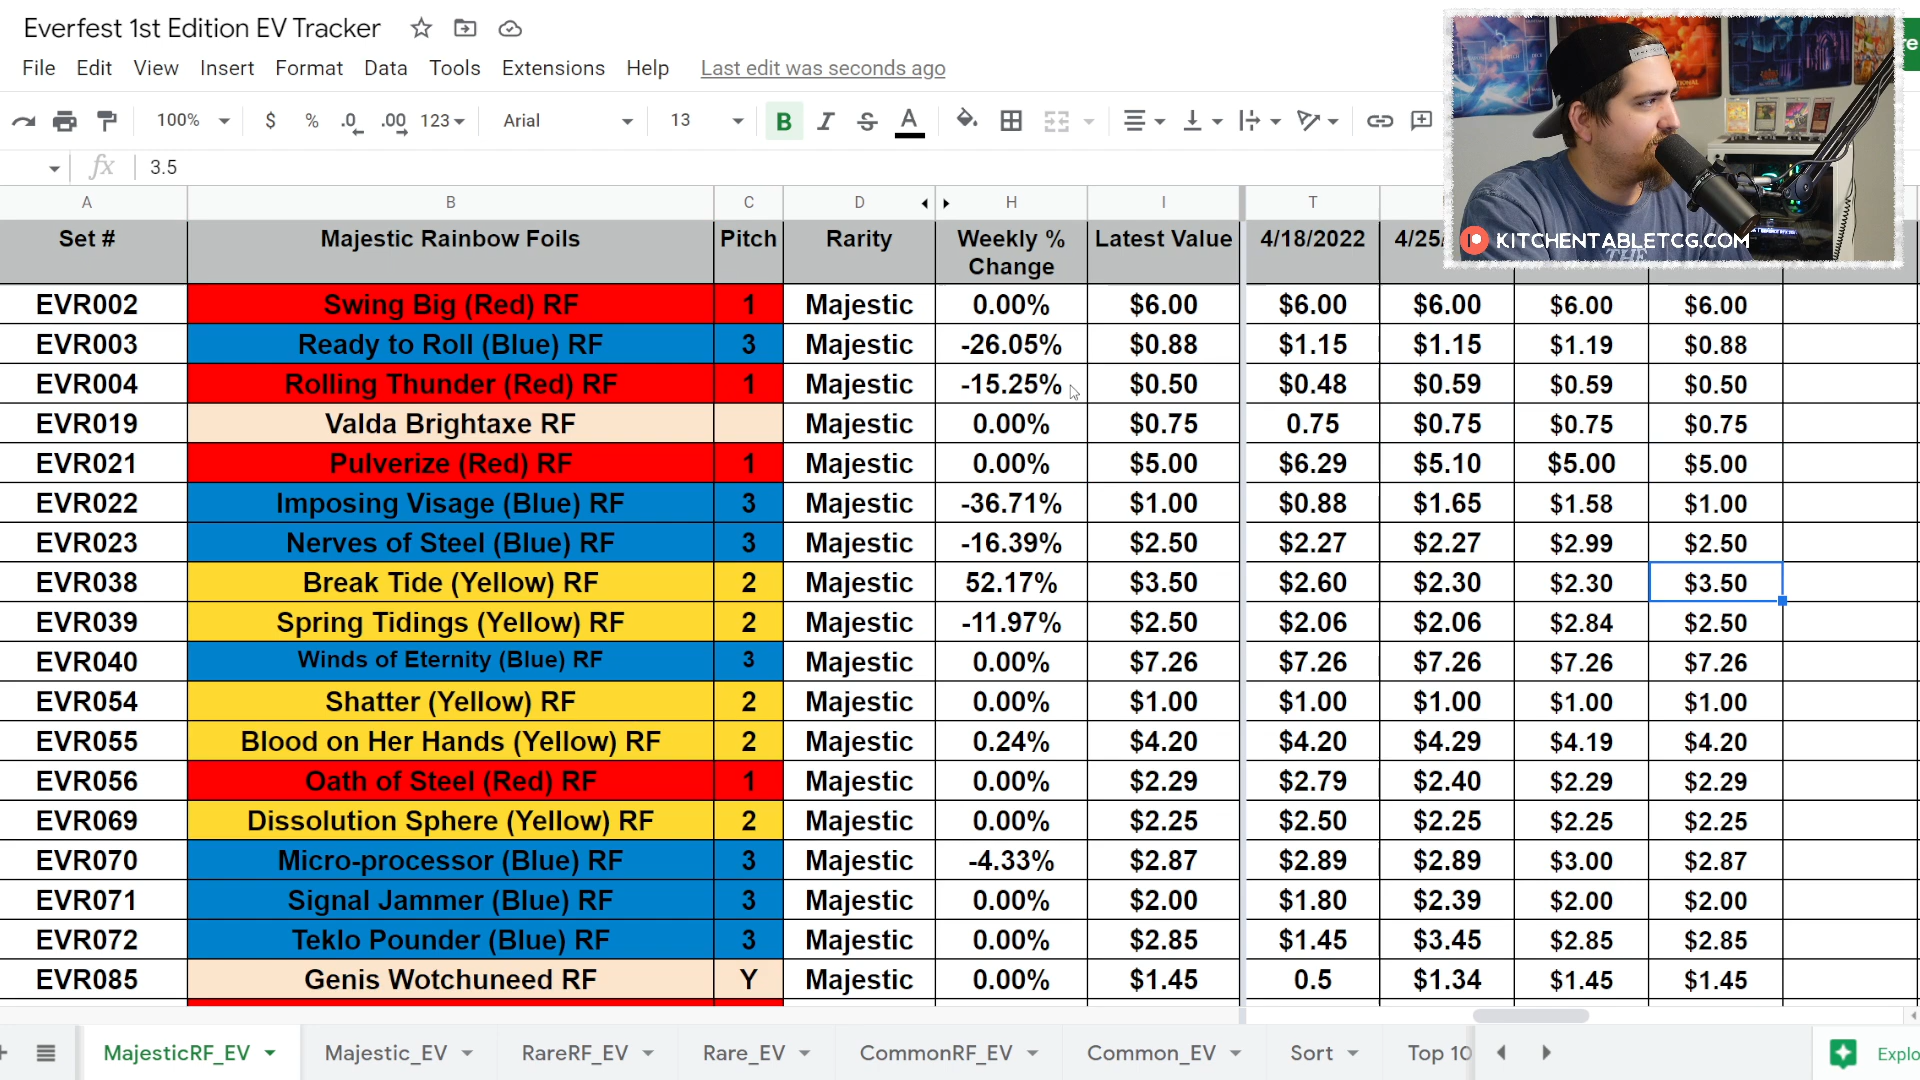 Everfest 1st Edition EV Tracker
File Edit View Insert Format Data Tools Extensions Help Last edit was seconds ago
100% $ % .0 .00 123 Arial 13 B I S A
fx 3.5
KITCHENTABLETCG.COM
THE
A B C D H I T
Set # Majestic Rainbow Foils Pitch Rarity Weekly % Change Latest Value 4/18/2022 4/25/
EVR002 Swing Big (Red) RF 1 Majestic 0.00% $6.00 $6.00 $6.00 $6.00 $6.00
EVR003 Ready to Roll (Blue) RF 3 Majestic -26.05% $0.88 $1.15 $1.15 $1.19 $0.88
EVR004 Rolling Thunder (Red) RF 1 Majestic -15.25% $0.50 $0.48 $0.59 $0.59 $0.50
EVR019 Valda Brightaxe RF Majestic 0.00% $0.75 0.75 $0.75 $0.75 $0.75
EVR021 Pulverize (Red) RF 1 Majestic 0.00% $5.00 $6.29 $5.10 $5.00 $5.00
EVR022 Imposing Visage (Blue) RF 3 Majestic -36.71% $1.00 $0.88 $1.65 $1.58 $1.00
EVR023 Nerves of Steel (Blue) RF 3 Majestic -16.39% $2.50 $2.27 $2.27 $2.99 $2.50
EVR038 Break Tide (Yellow) RF 2 Majestic 52.17% $3.50 $2.60 $2.30 $2.30 $3.50
EVR039 Spring Tidings (Yellow) RF 2 Majestic -11.97% $2.50 $2.06 $2.06 $2.84 $2.50
EVR040 Winds of Eternity (Blue) RF 3 Majestic 0.00% $7.26 $7.26 $7.26 $7.26 $7.26
EVR054 Shatter (Yellow) RF 2 Majestic 0.00% $1.00 $1.00 $1.00 $1.00 $1.00
EVR055 Blood on Her Hands (Yellow) RF 2 Majestic 0.24% $4.20 $4.20 $4.29 $4.19 $4.20
EVR056 Oath of Steel (Red) RF 1 Majestic 0.00% $2.29 $2.79 $2.40 $2.29 $2.29
EVR069 Dissolution Sphere (Yellow) RF 2 Majestic 0.00% $2.25 $2.50 $2.25 $2.25 $2.25
EVR070 Micro-processor (Blue) RF 3 Majestic -4.33% $2.87 $2.89 $2.89 $3.00 $2.87
EVR071 Signal Jammer (Blue) RF 3 Majestic 0.00% $2.00 $1.80 $2.39 $2.00 $2.00
EVR072 Teklo Pounder (Blue) RF 3 Majestic 0.00% $2.85 $1.45 $3.45 $2.85 $2.85
EVR085 Genis Wotchuneed RF Y Majestic 0.00% $1.45 0.5 $1.34 $1.45 $1.45
MajesticRF_EV Majestic_EV RareRF_EV Rare_EV CommonRF_EV Common_EV Sort Top 10 Explo